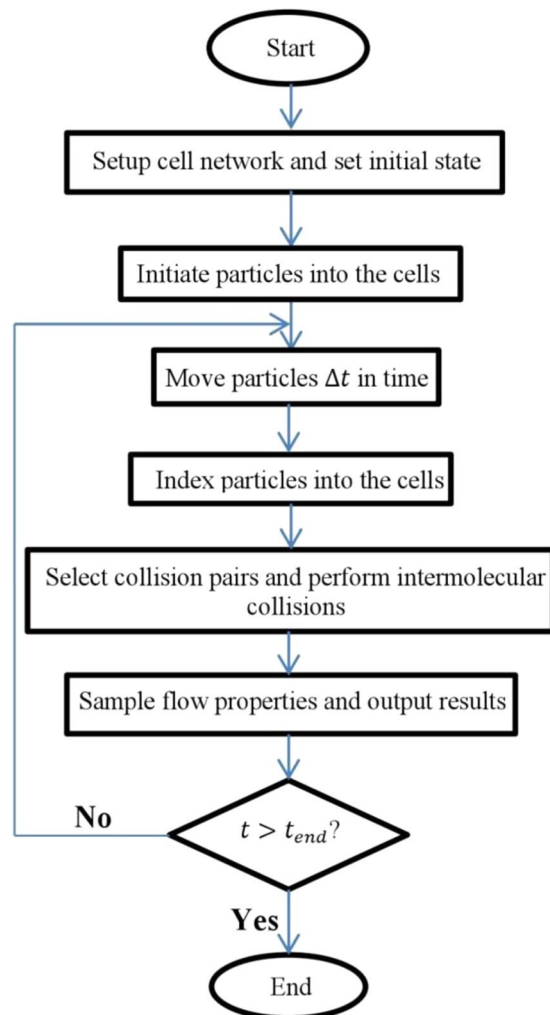 Start
Setup cell network and set initial state
Initiate particles into the cells
Move particles Δt in time
Index particles into the cells
Select collision pairs and perform intermolecular
collisions
Sample flow properties and output results
t > t_end?
No
Yes
End